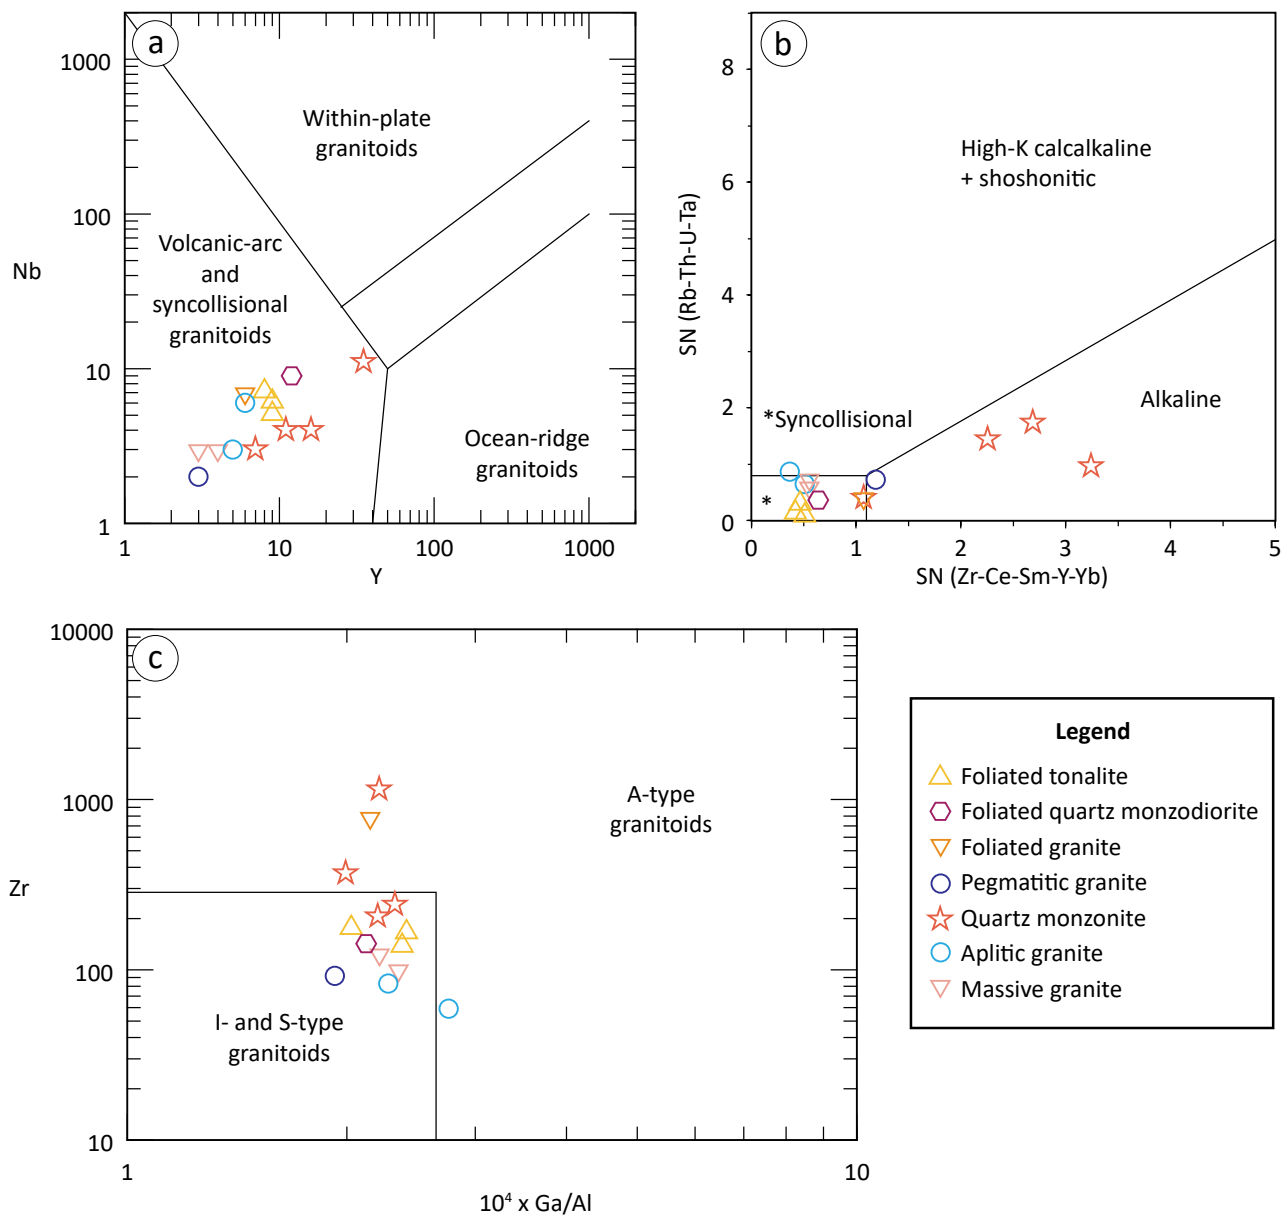 a
1000
100
10
1
Nb
Within-plate
granitoids
Volcanic-arc
and
syncollisional
granitoids
Ocean-ridge
granitoids
1
10
100
1000
Y
b
8
6
4
2
0
SN (Rb-Th-U-Ta)
High-K calcalkaline
+ shoshonitic
*Syncollisional
Alkaline
*
0
1
2
3
4
5
SN (Zr-Ce-Sm-Y-Yb)
c
10000
1000
100
10
Zr
A-type
granitoids
I- and S-type
granitoids
1
10
10⁴ x Ga/Al
Legend
Foliated tonalite
Foliated quartz monzodiorite
Foliated granite
Pegmatitic granite
Quartz monzonite
Aplitic granite
Massive granite